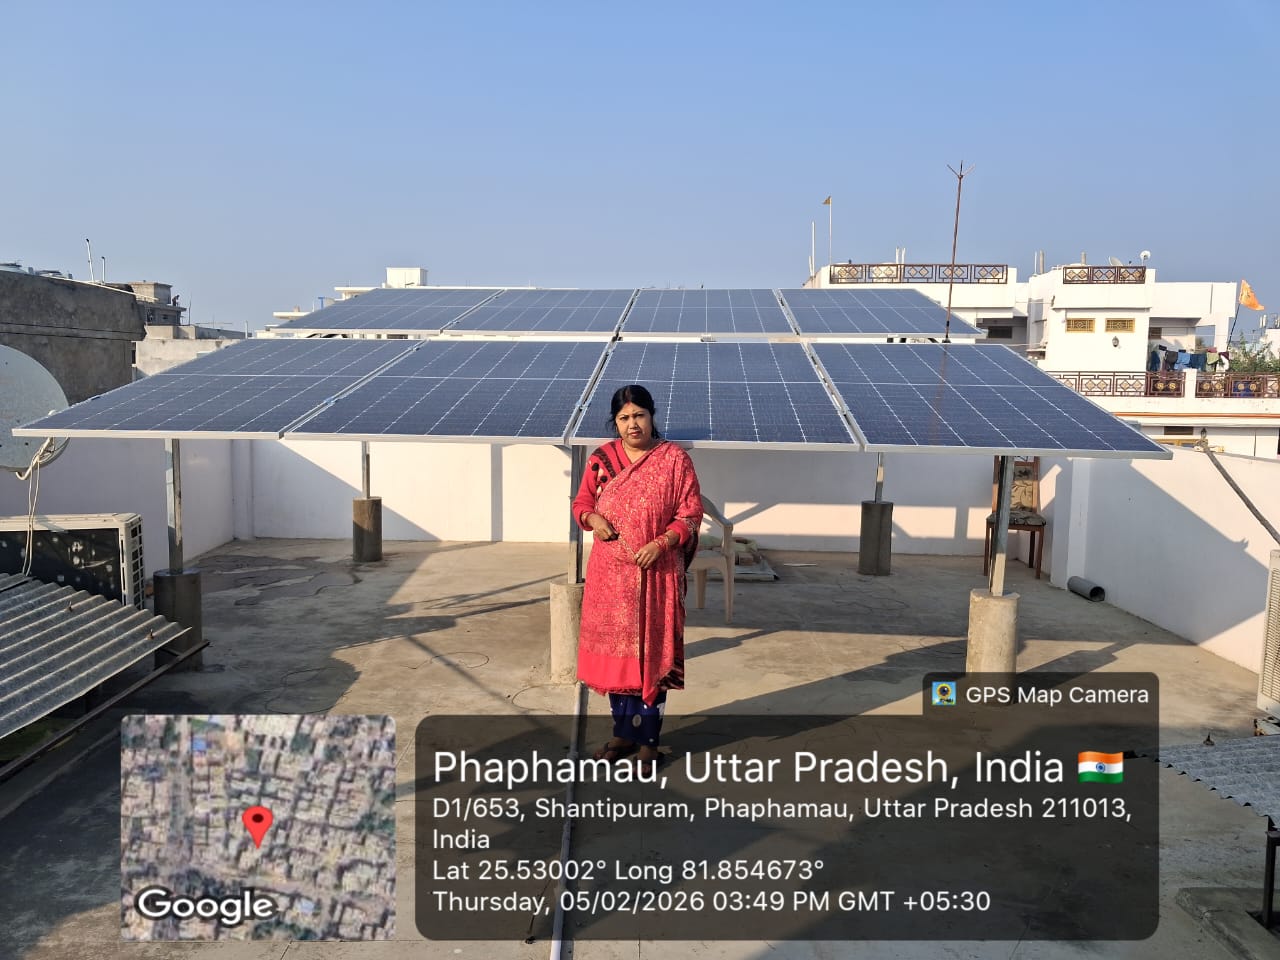 GPS Map Camera
Phaphamau, Uttar Pradesh, India
D1/653, Shantipuram, Phaphamau, Uttar Pradesh 211013,
India
Lat 25.53002° Long 81.854673°
Thursday, 05/02/2026 03:49 PM GMT +05:30
Google